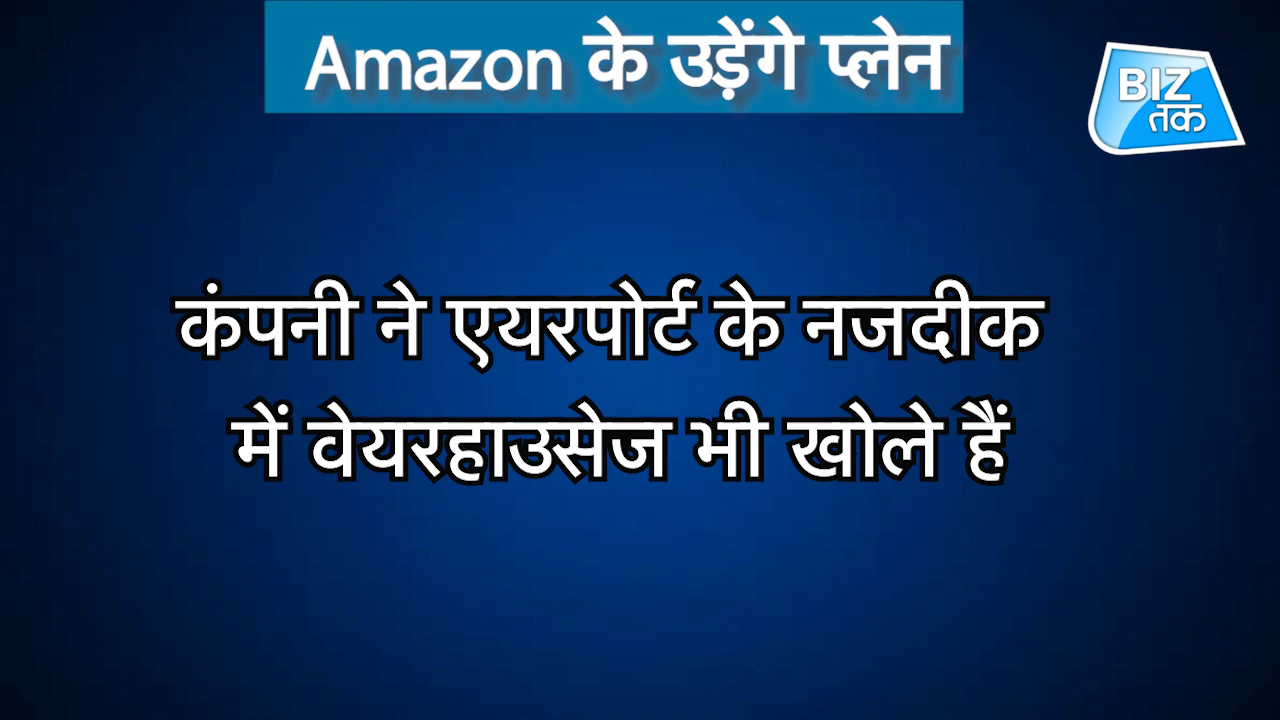 Amazon के उड़ेंगे प्लेन
BIZ
तक
कंपनी ने एयरपोर्ट के नजदीक
में वेयरहाउसेज भी खोले हैं